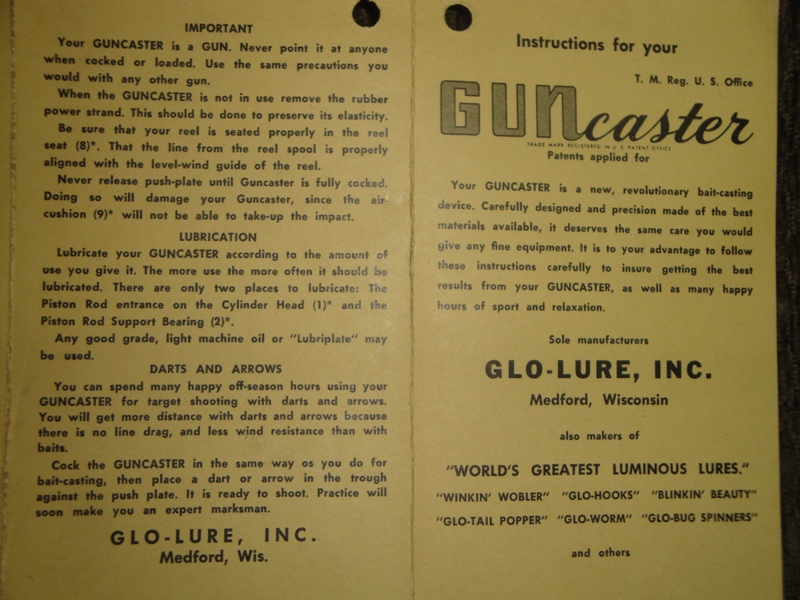 IMPORTANT
Your GUNCASTER is a GUN. Never point it at anyone
when cocked or loaded. Use the same precautions you
would with any other gun.
When the GUNCASTER is not in use remove the rubber
power strand. This should be done to preserve its elasticity.
Be sure that your reel is seated properly in the reel
seat (8)*. That the line from the reel spool is properly
aligned with the level-wind guide of the reel.
Never release push-plate until Guncaster is fully cocked.
Doing so will damage your Guncaster, since the air
cushion (9)* will not be able to take-up the impact.
LUBRICATION
Lubricate your GUNCASTER according to the amount of
use you give it. The more use the more often it should be
lubricated. There are only two places to lubricate: The
Piston Rod entrance on the Cylinder Head (1)* and the
Piston Rod Support Bearing (2)*.
Any good grade, light machine oil or "Lubriplate" may
be used.
DARTS AND ARROWS
You can spend many happy off-season hours using your
GUNCASTER for target shooting with darts and arrows.
You will get more distance with darts and arrows because
there is no line drag, and less wind resistance than with
baits.
Cock the GUNCASTER in the same way os you do for
bait-casting, then place a dart or arrow in the trough
against the push plate. It is ready to shoot. Practice will
soon make you an expert marksman.
GLO-LURE, INC.
Medford, Wis.
Instructions for your
T. M. Reg. U. S. Office
GUNcaster
TRADE MARK REGISTERED IN U S PATENT OFFICE
Patents applied for
Your GUNCASTER is a new, revolutionary bait-casting
device. Carefully designed and precision made of the best
materials available, it deserves the same care you would
give any fine equipment. It is to your advantage to follow
these instructions carefully to insure getting the best
results from your GUNCASTER, as well as many happy
hours of sport and relaxation.
Sole manufacturers
GLO-LURE, INC.
Medford, Wisconsin
also makers of
"WORLD'S GREATEST LUMINOUS LURES."
"WINKIN' WOBLER" "GLO-HOOKS" "BLINKIN' BEAUTY"
"GLO-TAIL POPPER" "GLO-WORM" "GLO-BUG SPINNERS"
and others